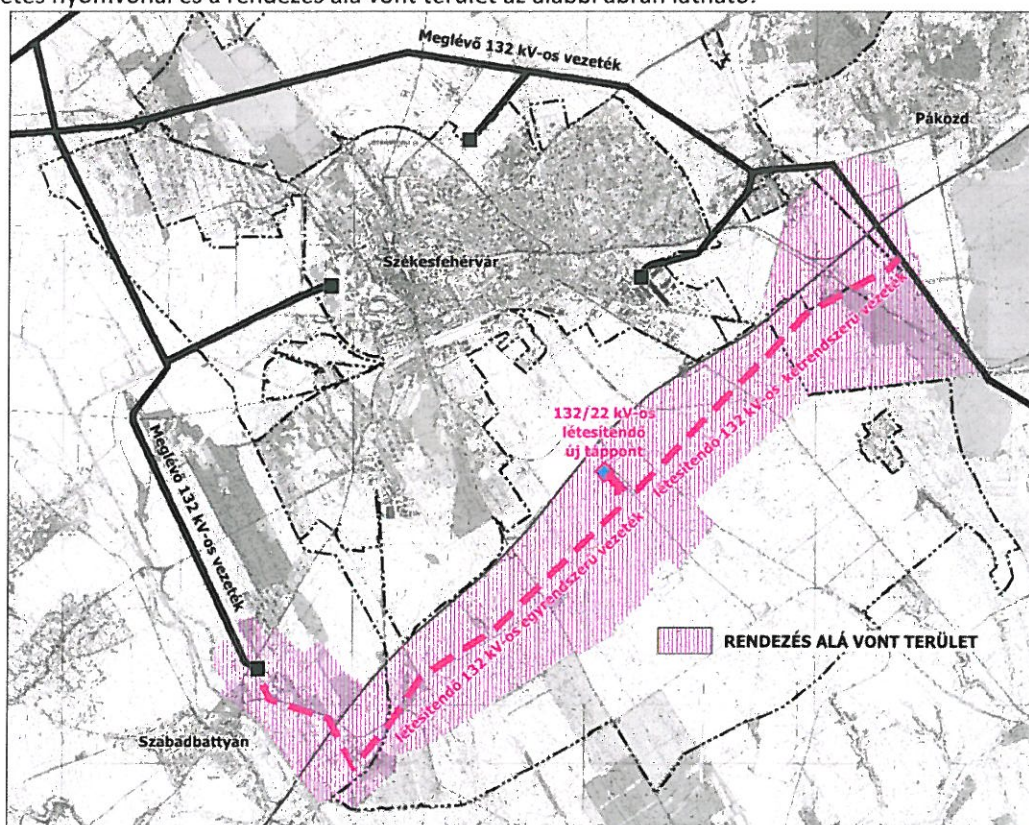 nyomvonal és a rendezés alá vont terület az alábbi ábrán látható:
Meglévő 132 kV-os vezeték
Pákozd
Székesfehérvár
132/22 kV-os
létesítendő
új táppont
létesítendő 132 kV-os kétrendszerű vezeték
Meglévő 132 kV-os vezeték
létesítendő 132 kV-os egyrendszerű vezeték
RENDEZÉS ALÁ VONT TERÜLET
Szabadbattyán